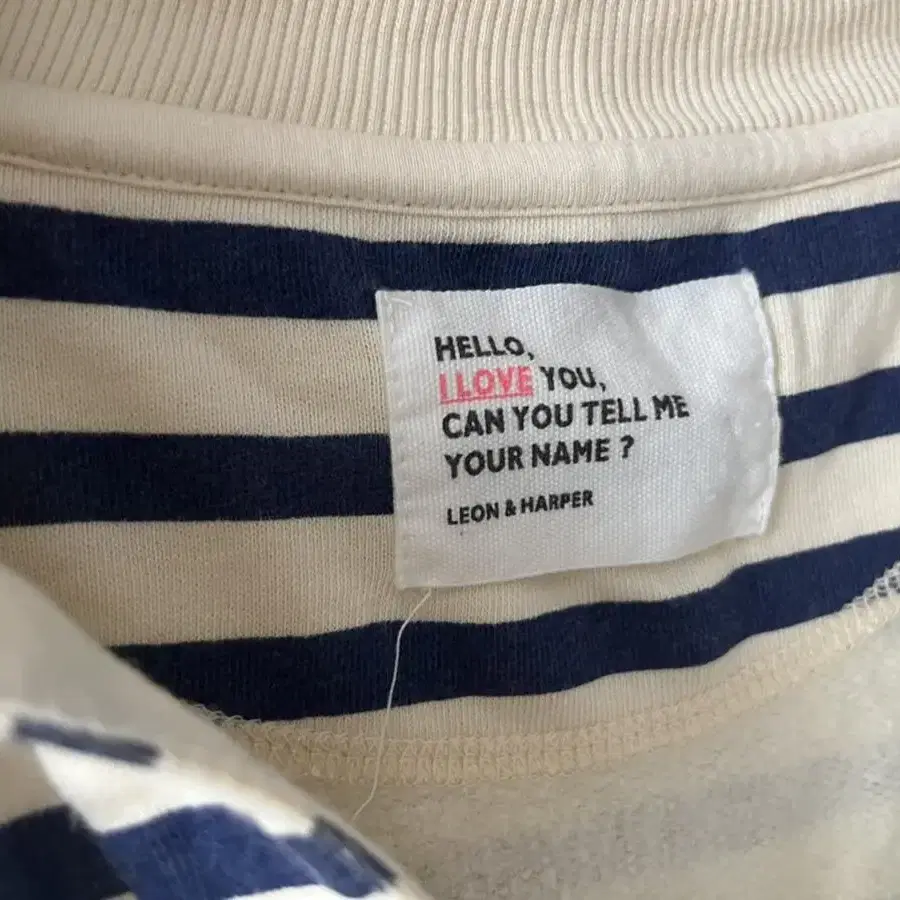 HELLO,
I LOVE YOU,
CAN YOU TELL ME
YOUR NAME ?
LEON & HARPER